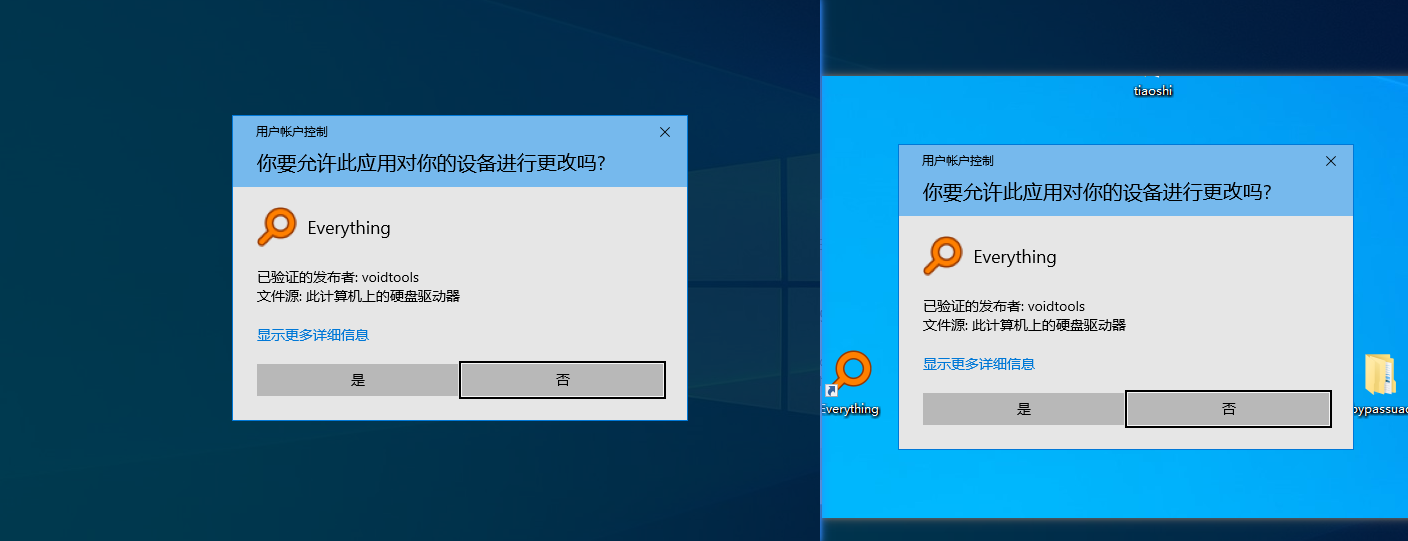 用户帐户控制
你要允许此应用对你的设备进行更改吗?
Everything
已验证的发布者: voidtools
文件源: 此计算机上的硬盘驱动器
显示更多详细信息
是
否
tiaoshi
用户帐户控制
你要允许此应用对你的设备进行更改吗?
Everything
已验证的发布者: voidtools
文件源: 此计算机上的硬盘驱动器
显示更多详细信息
是
否
Everything
bypassuac